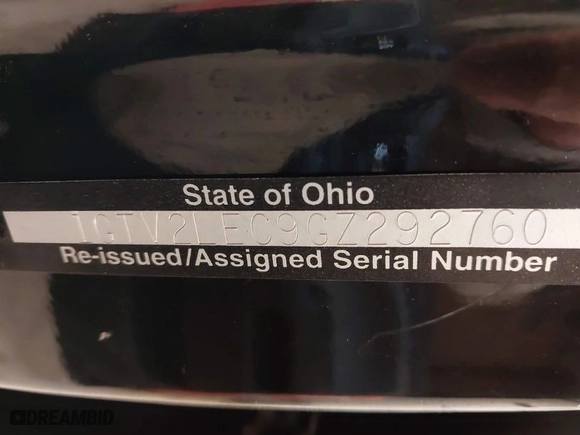 State of Ohio
1GTV2LEC9GZ292760
Re-issued/Assigned Serial Number
DREAMBID